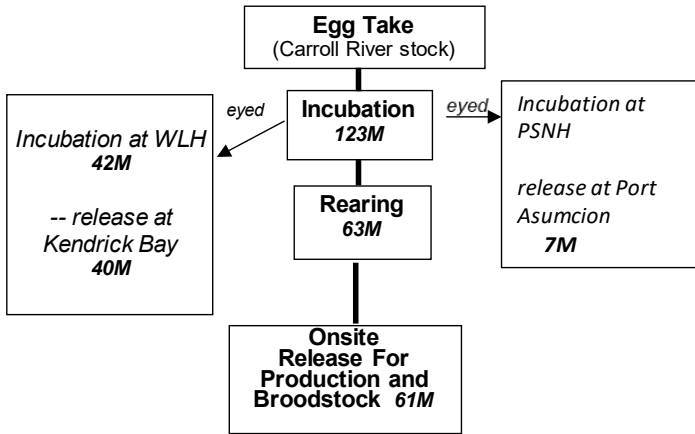 Egg Take
(Carroll River stock)
eyed
Incubation
123M
eyed
Incubation at WLH
42M
-- release at
Kendrick Bay
40M
Incubation at
PSNH
release at Port
Asumcion
7M
Rearing
63M
Onsite
Release For
Production and
Broodstock 61M